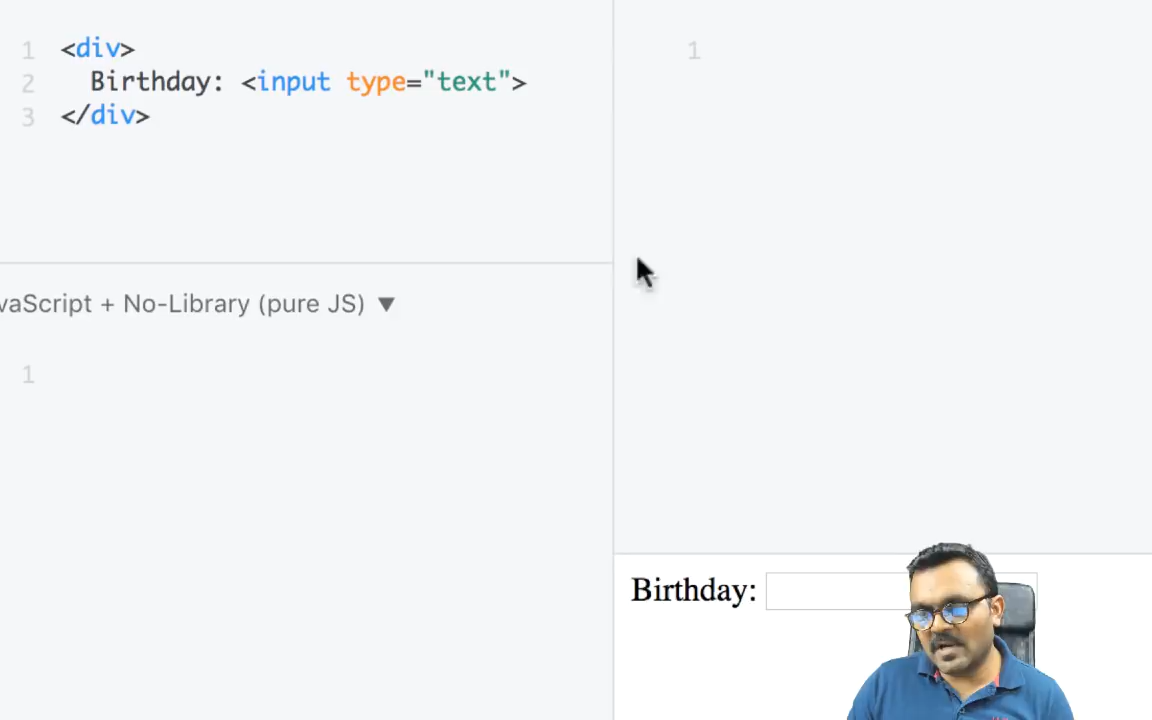 1 <div>
2 Birthday: <input type="text">
3 </div>
1
vaScript + No-Library (pure JS) ▼
1
Birthday: